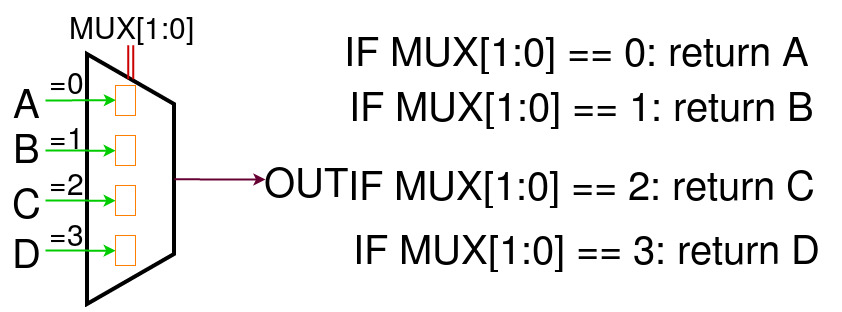 MUX[1:0]
A =0
B =1
C =2
D =3
OUT
IF MUX[1:0] == 0: return A
IF MUX[1:0] == 1: return B
IF MUX[1:0] == 2: return C
IF MUX[1:0] == 3: return D